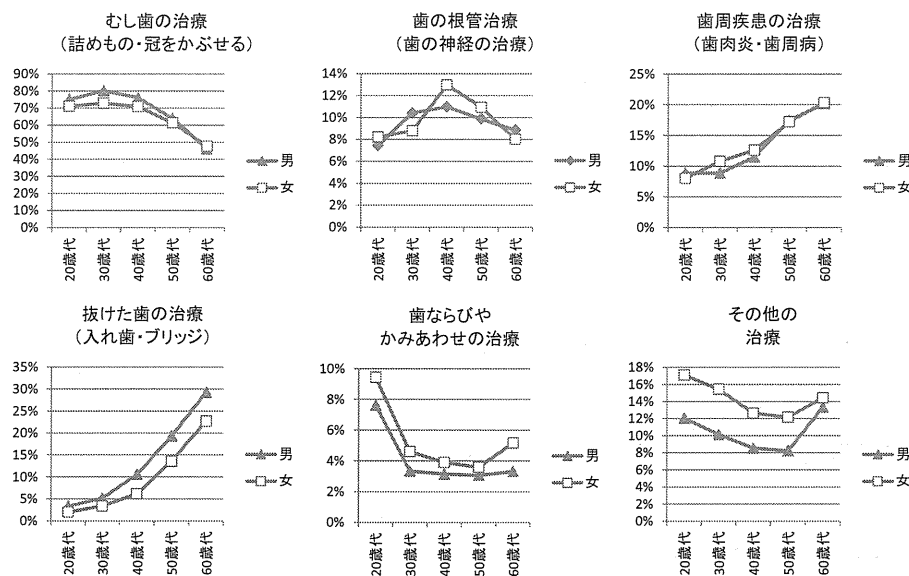 むし歯の治療
(詰めもの・冠をかぶせる)
90%
80%
70%
60%
50%
40%
30%
20%
10%
0%
男
女
20歳代
30歳代
40歳代
50歳代
60歳代
歯の根管治療
(歯の神経の治療)
14%
12%
10%
8%
6%
4%
2%
0%
男
女
20歳代
30歳代
40歳代
50歳代
60歳代
歯周疾患の治療
(歯肉炎・歯周病)
25%
20%
15%
10%
5%
0%
男
女
20歳代
30歳代
40歳代
50歳代
60歳代
抜けた歯の治療
(入れ歯・ブリッジ)
35%
30%
25%
20%
15%
10%
5%
0%
男
女
20歳代
30歳代
40歳代
50歳代
60歳代
歯ならびや
かみあわせの治療
10%
8%
6%
4%
2%
0%
男
女
20歳代
30歳代
40歳代
50歳代
60歳代
その他の
治療
18%
16%
14%
12%
10%
8%
6%
4%
2%
0%
男
女
20歳代
30歳代
40歳代
50歳代
60歳代